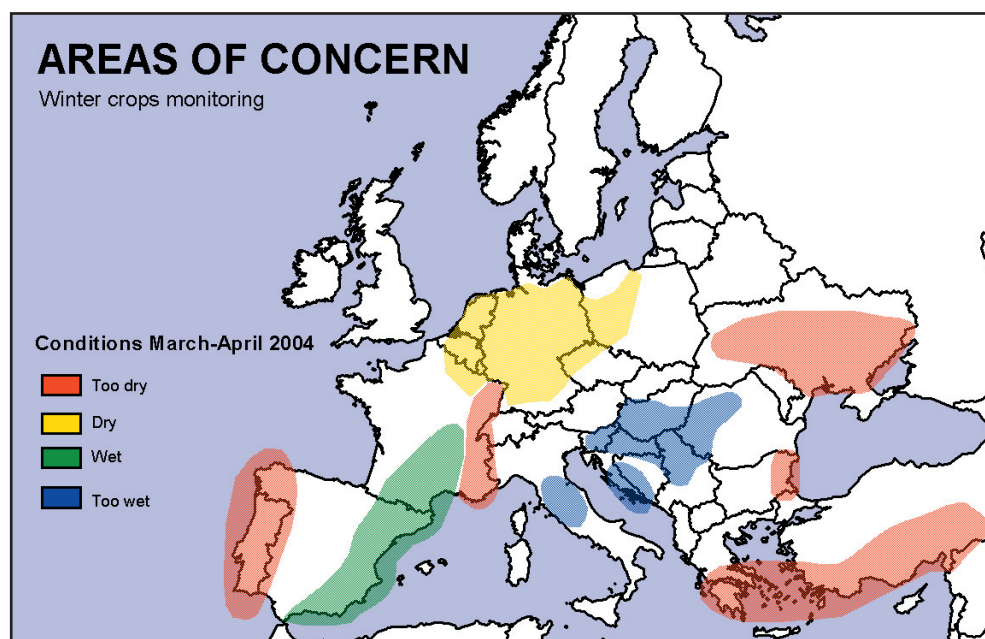 AREAS OF CONCERN
Winter crops monitoring
Conditions March-April 2004
Too dry
Dry
Wet
Too wet